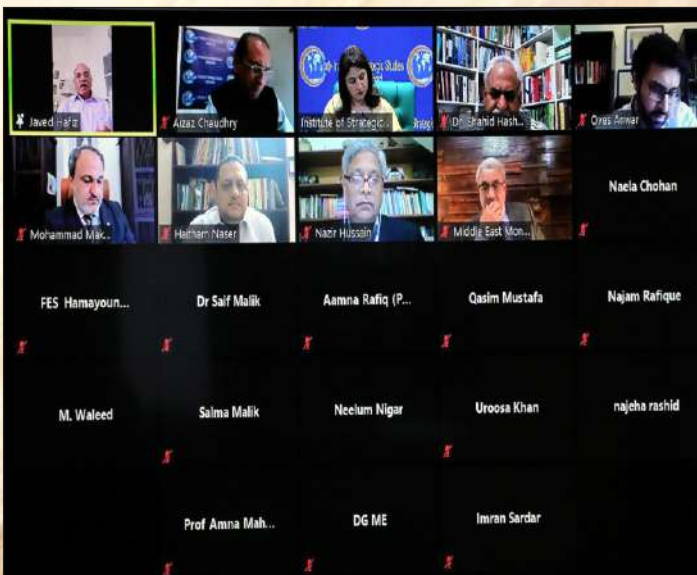 Javed Hafiz
Aizaz Chaudhry
Institute of Strategic...
Dr. Shahid Hash...
Oves Anwar
Mohammad Mak...
Haitham Naser
Nazir Hussain
Middle East Mon...
Naela Chohan
FES Hamayoun...
Dr Saif Malik
Aamna Rafiq (P...
Qasim Mustafa
Najam Rafique
M. Waleed
Salma Malik
Neelum Nigar
Uroosa Khan
najeha rashid
Prof Amna Mah...
DG ME
Imran Sardar